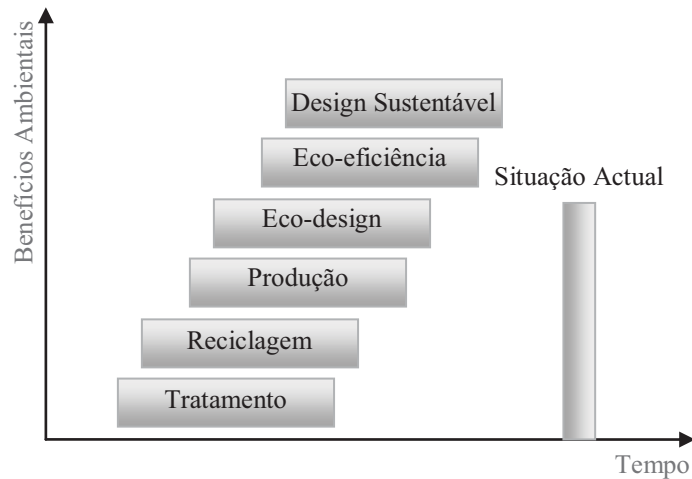 Benefícios Ambientais
Design Sustentável
Eco-eficiência
Situação Actual
Eco-design
Produção
Reciclagem
Tratamento
Tempo